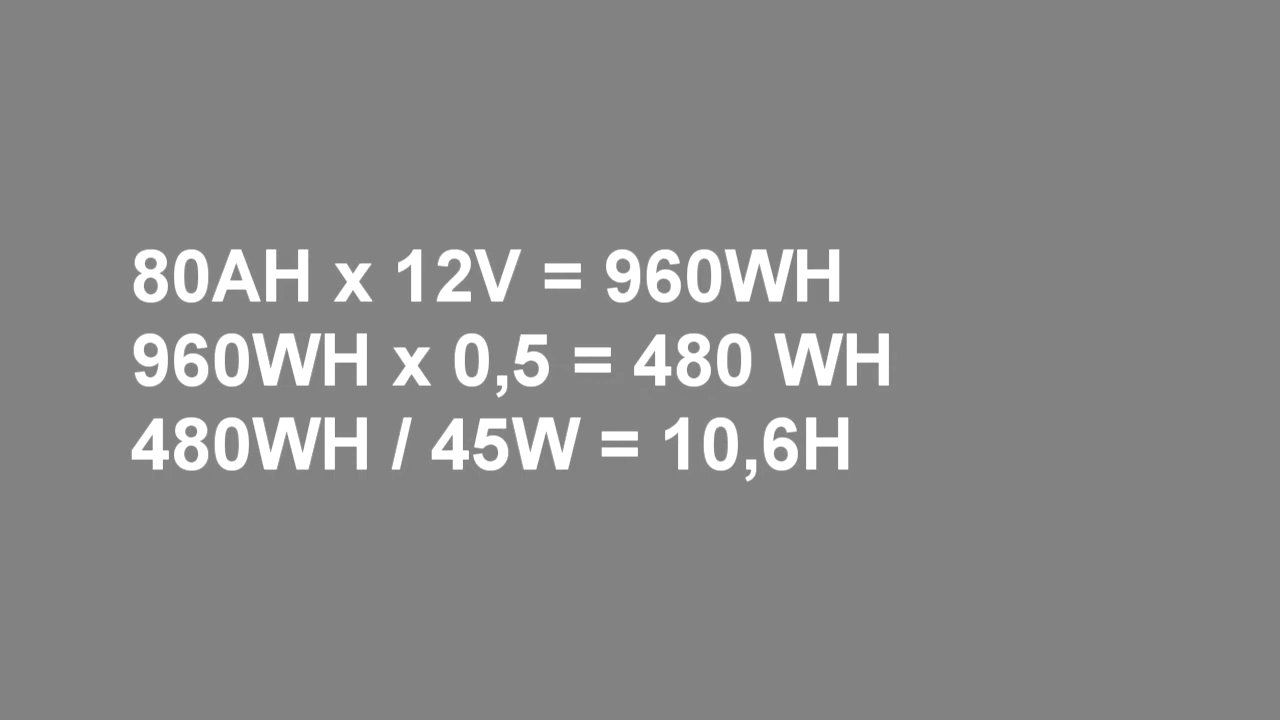 80AH x 12V = 960WH
960WH x 0,5 = 480 WH
480WH / 45W = 10,6H